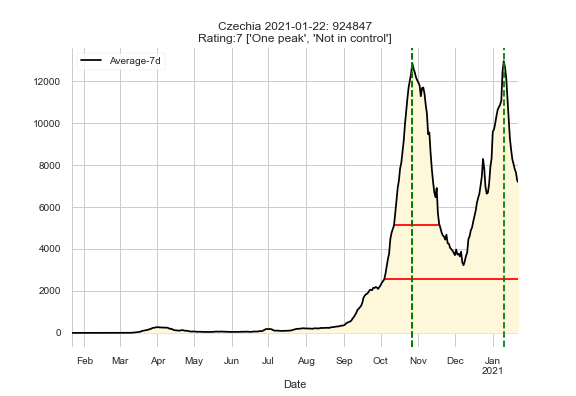 Czechia 2021-01-22: 924847
Rating:7 ['One peak', 'Not in control']
Average-7d
12000
10000
8000
6000
4000
2000
0
Feb Mar Apr May Jun Jul Aug Sep Oct Nov Dec Jan
2021
Date